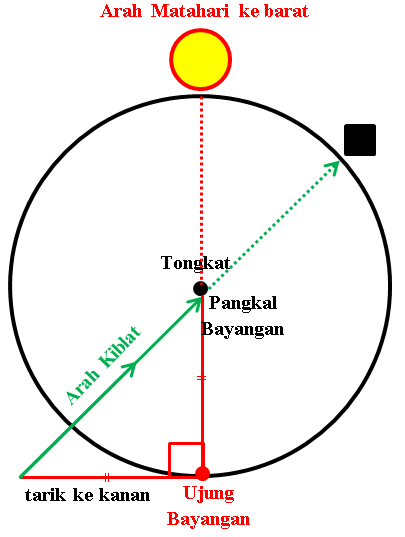 Arah Matahari ke barat
Tongkat
Pangkal
Bayangan
Arah Kiblat
tarik ke kanan
Ujung
Bayangan